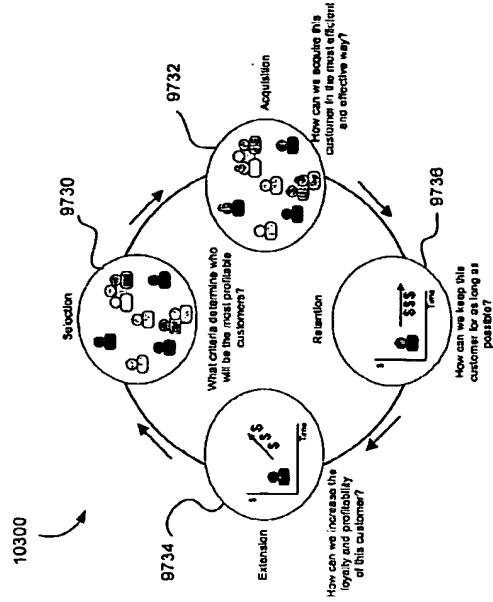 10300
Selection
9730
9732
9734
What criteria determine who
will be the most profitable
customers?
Extension
$
$
$
$
Time
How can we increase the
loyalty and profitability
of this customer?
Acquisition
How can we acquire this
customer in the most efficient
and effective way?
Retention
$
$$$
Time
9736
How can we keep this
customer for as long as
possible?